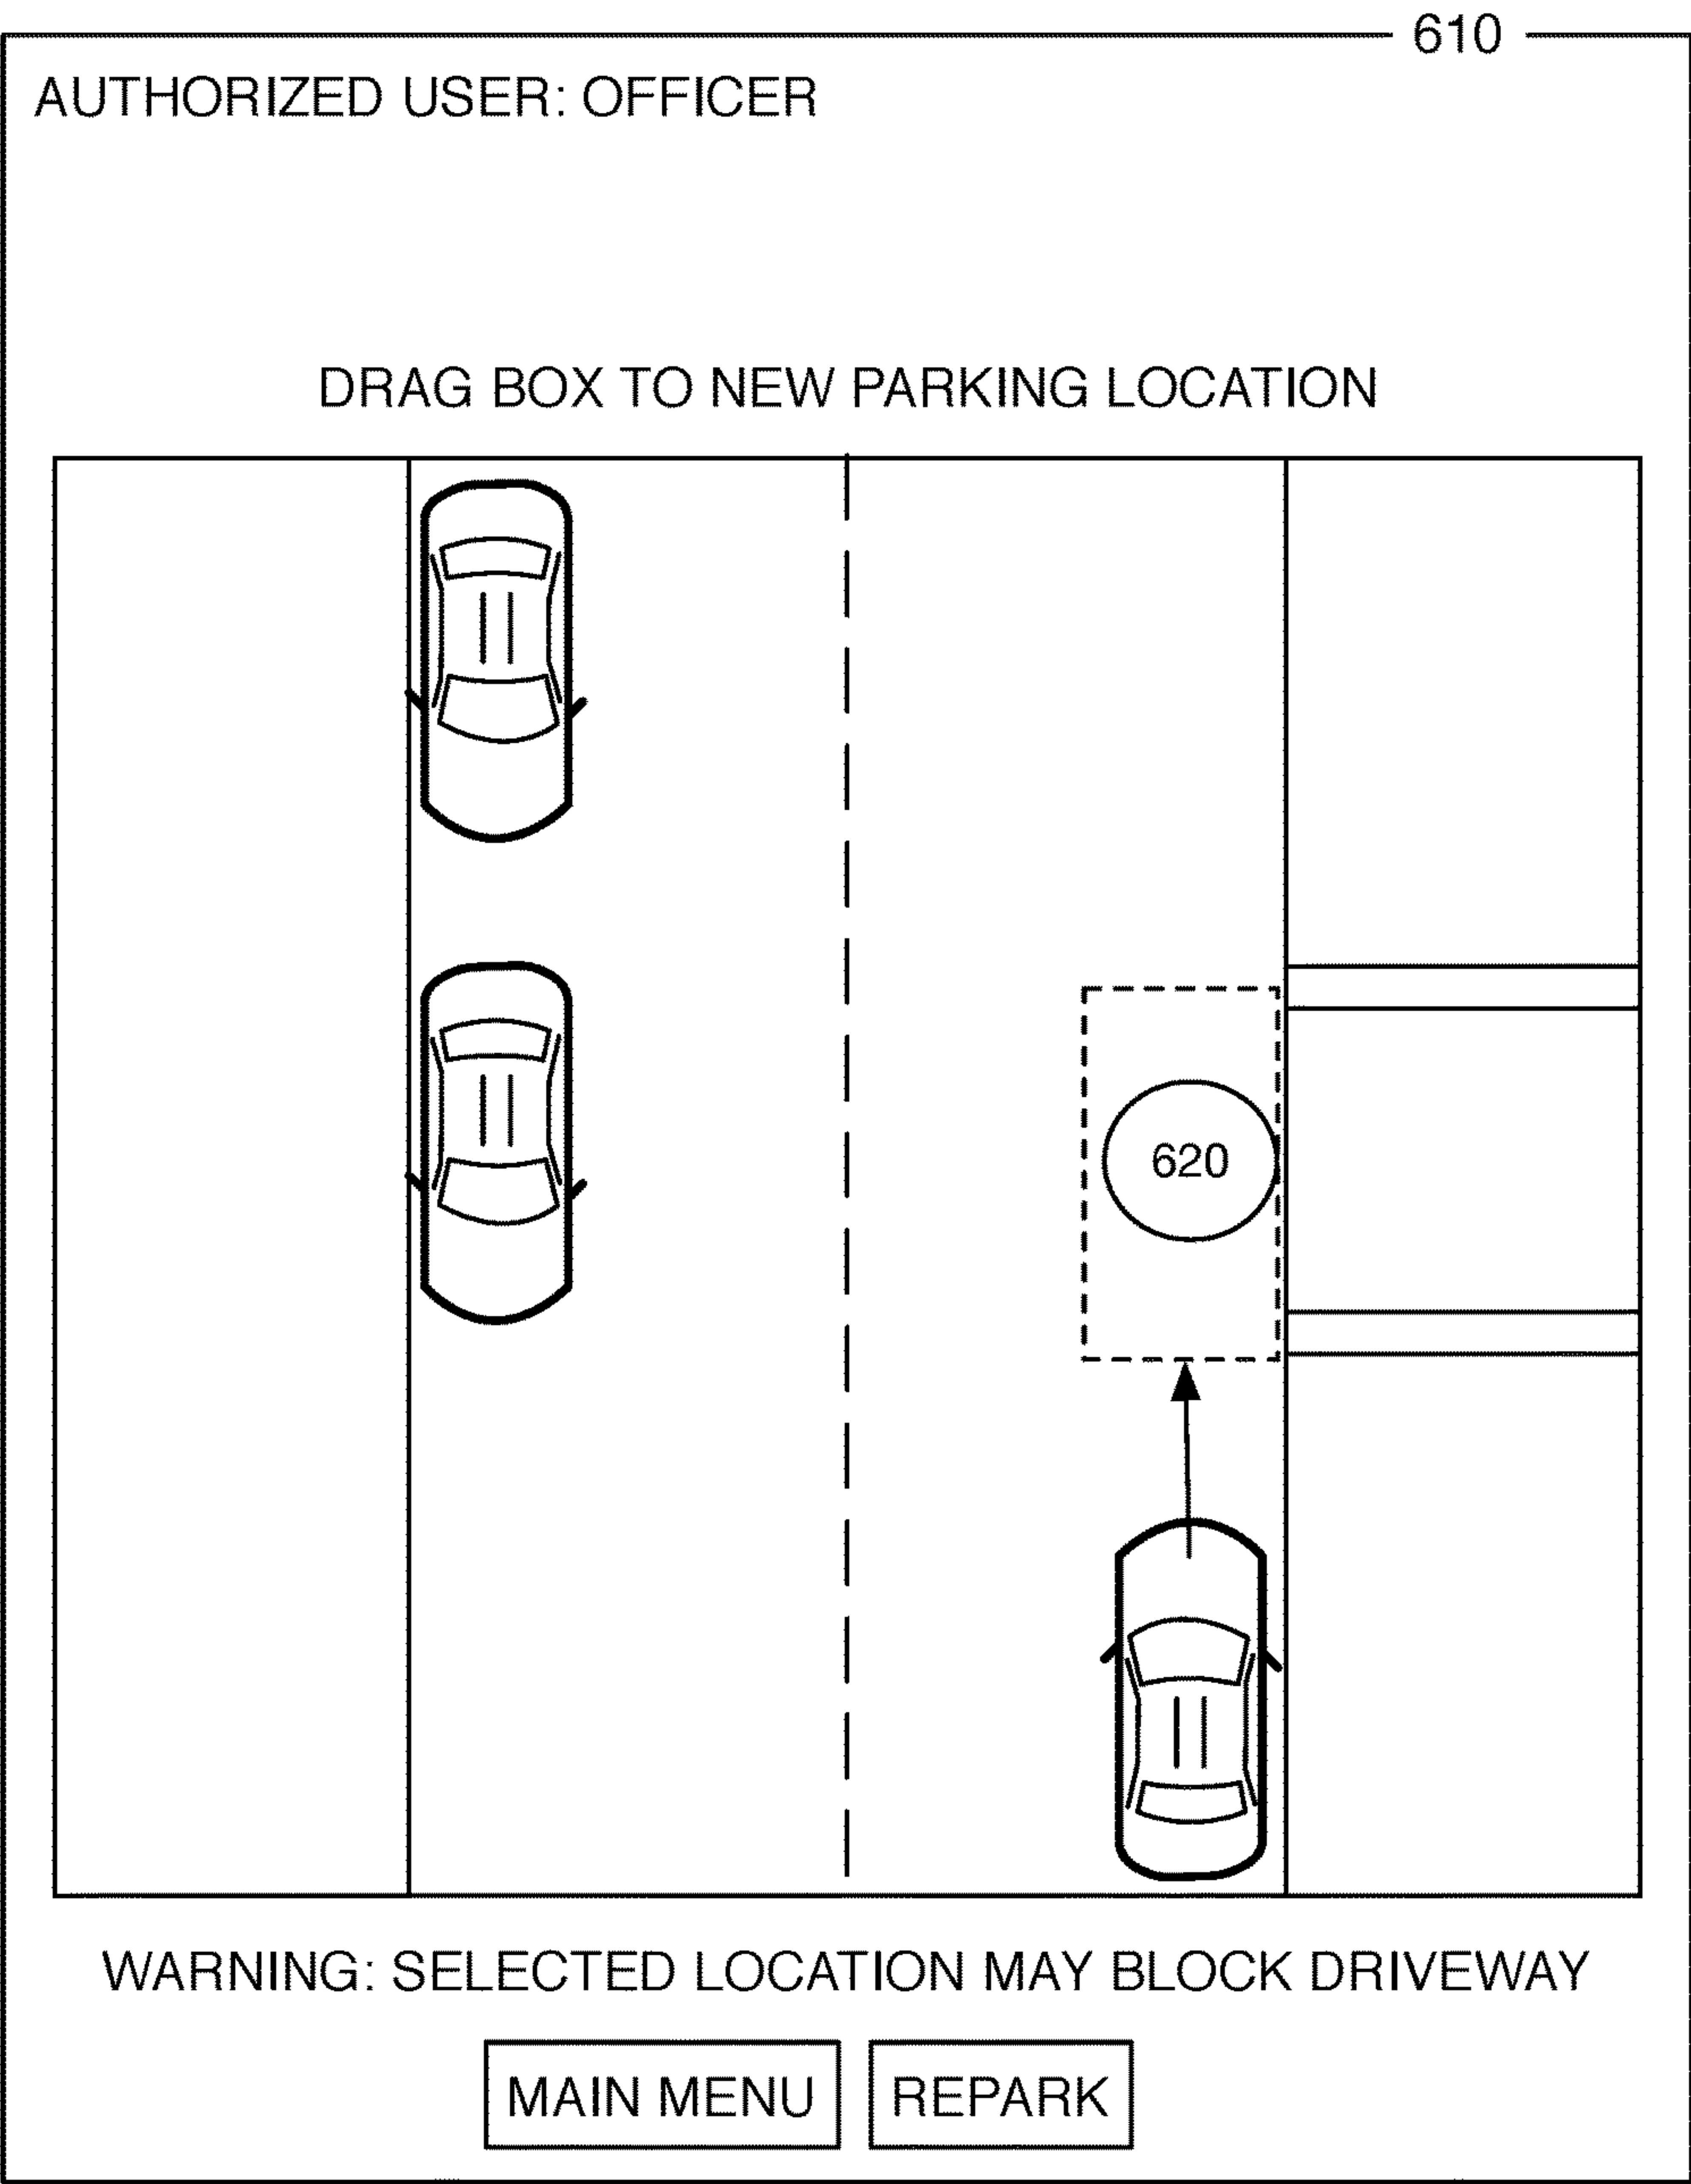 610
AUTHORIZED USER: OFFICER
DRAG BOX TO NEW PARKING LOCATION
620
WARNING: SELECTED LOCATION MAY BLOCK DRIVEWAY
MAIN MENU
REPARK